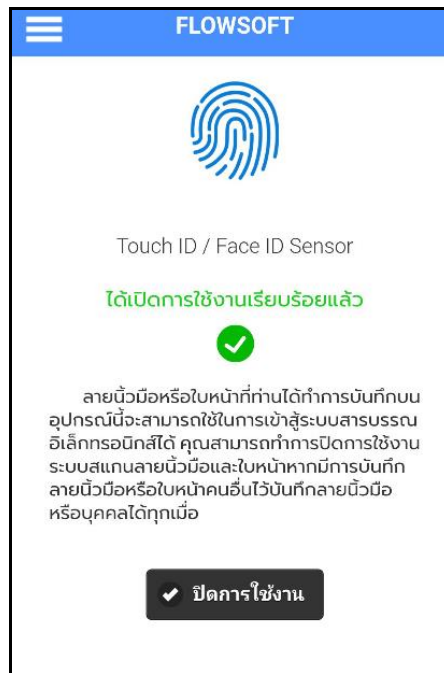 FLOWSOFT
Touch ID / Face ID Sensor
ได้เปิดการใช้งานเรียบร้อยแล้ว
ลายนิ้วมือหรือใบหน้าที่ท่านได้ทำการบันทึกบน
อุปกรณ์นี้จะสามารถใช้ในการเข้าสู่ระบบสารบรรณ
อิเล็กทรอนิกส์ได้ คุณสามารถทำการปิดการใช้งาน
ระบบสแกนลายนิ้วมือและใบหน้าหากมีการบันทึก
ลายนิ้วมือหรือใบหน้าคนอื่นไว้บันทึกลายนิ้วมือ
หรือบุคคลได้ทุกเมื่อ
ปิดการใช้งาน